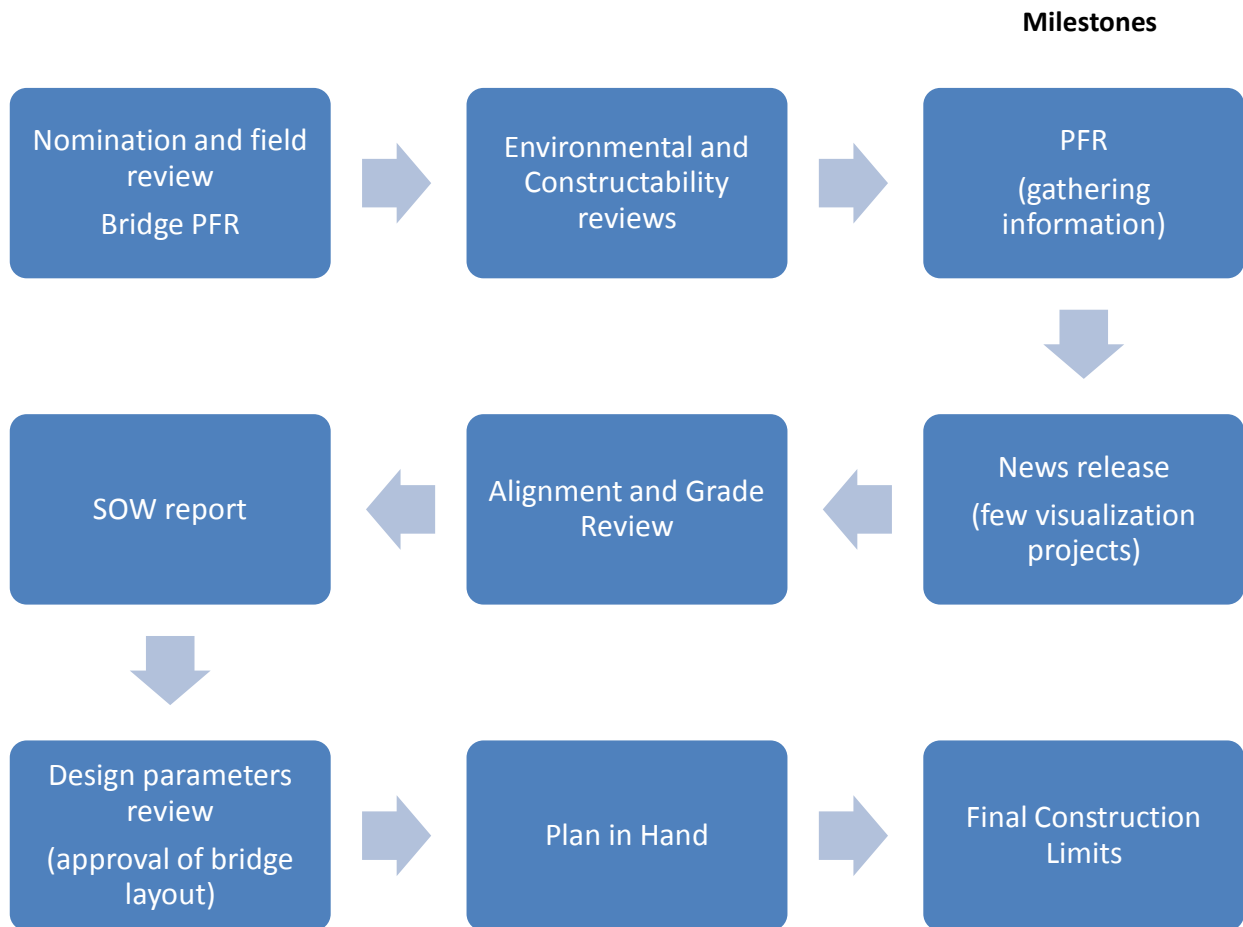 Milestones
Nomination and field
review
Bridge PFR
Environmental and
Constructability
reviews
PFR
(gathering
information)
News release
(few visualization
projects)
Alignment and Grade
Review
SOW report
Design parameters
review
(approval of bridge
layout)
Plan in Hand
Final Construction
Limits